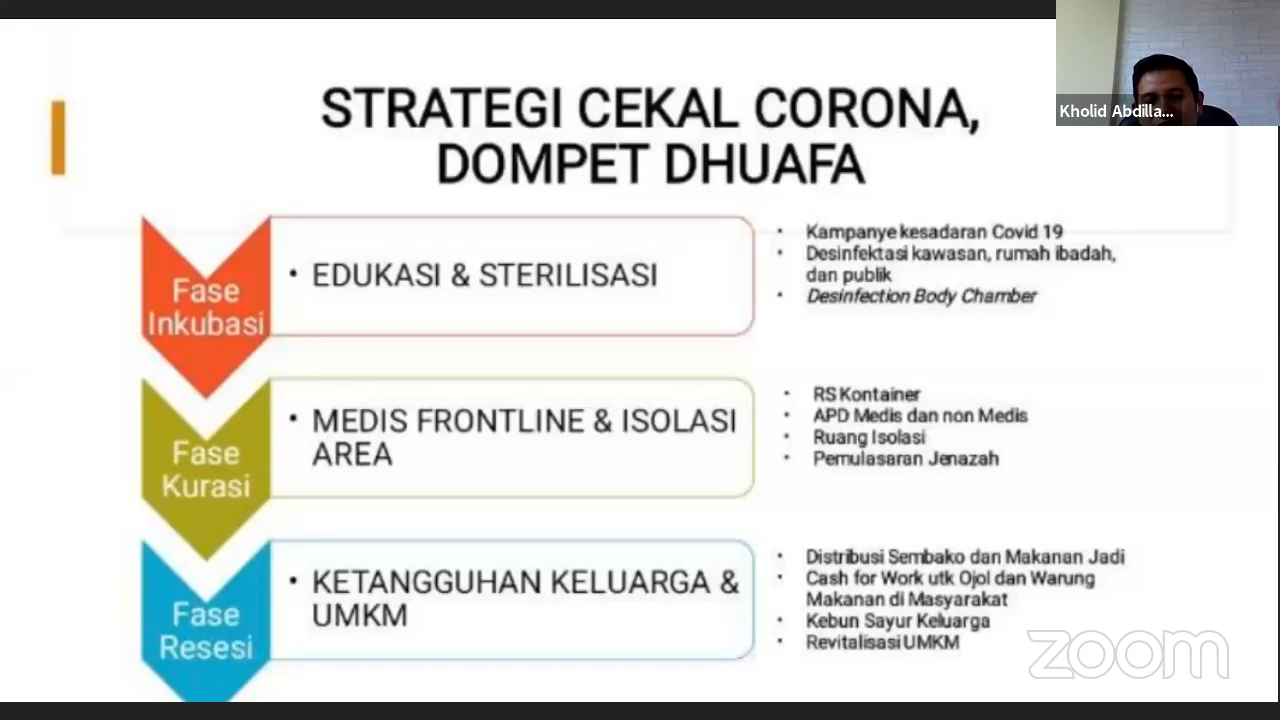 STRATEGI CEKAL CORONA,
DOMPET DHUAFA
Kholid Abdilla...
Fase
Inkubasi
• EDUKASI & STERILISASI
• Kampanye kesadaran Covid 19
• Desinfektasi kawasan, rumah ibadah,
dan publik
• Desinfection Body Chamber
Fase
Kurasi
• MEDIS FRONTLINE & ISOLASI
AREA
• RS Kontainer
• APD Medis dan non Medis
• Ruang Isolasi
• Pemulasaran Jenazah
Fase
Resesi
• KETANGGUHAN KELUARGA &
UMKM
• Distribusi Sembako dan Makanan Jadi
• Cash for Work utk Ojol dan Warung
Makanan di Masyarakat
• Kebun Sayur Keluarga
• Revitalisasi UMKM
zoom